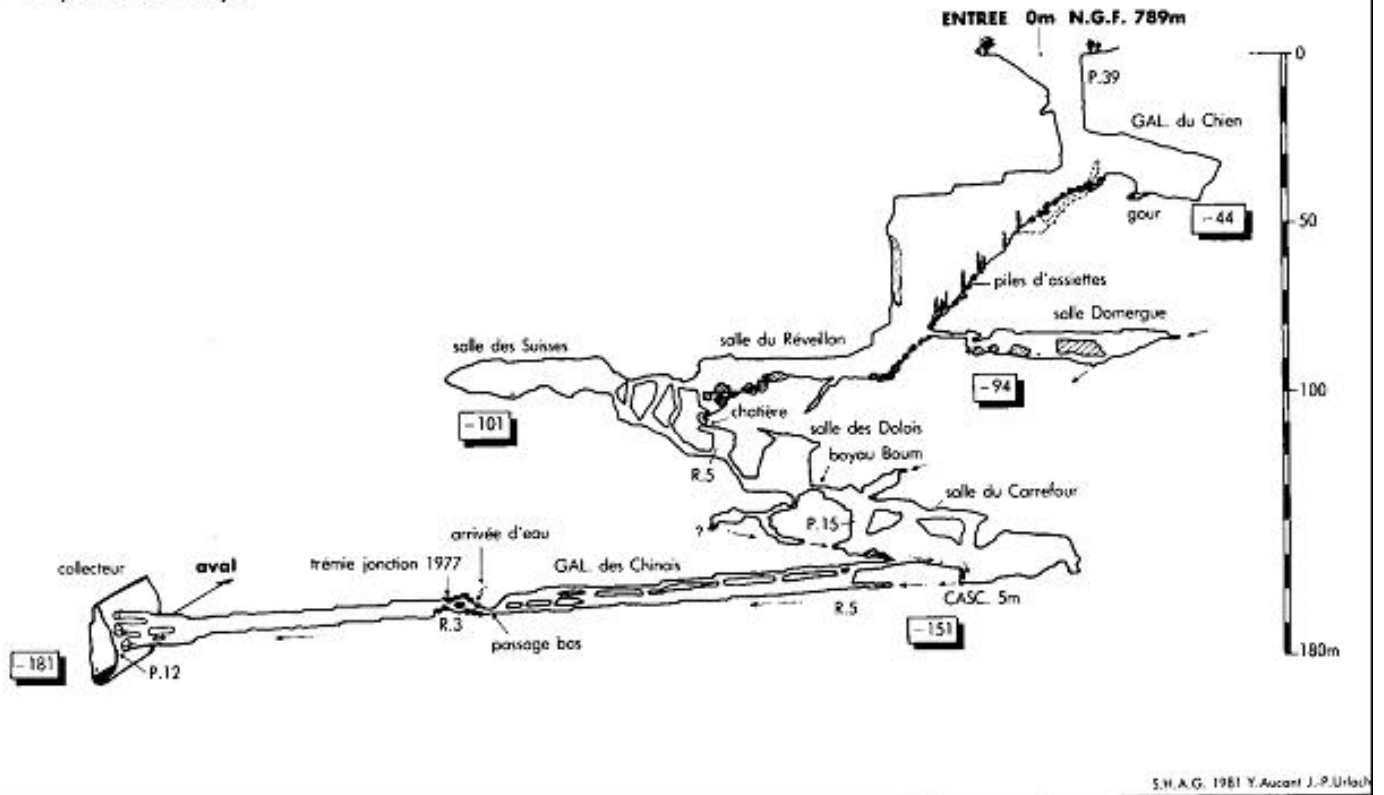 ENTREE 0m N.G.F. 789m
0
P.39
GAL. du Chien
gour
-44
50
piles d'assiettes
salle Domergue
salle des Suisses
salle du Réveillon
-94
100
-101
chatière
salle des Dolois
boyau Boum
R.5
salle du Carrefour
P.15
?
arrivée d'eau
trémie jonction 1977
GAL. des Chinois
collecteur
aval
CASC. 5m
R.5
R.3
-151
passage bas
180m
-181
P.12
S.H.A.G. 1981 Y.Aucant J.-P.Urlach